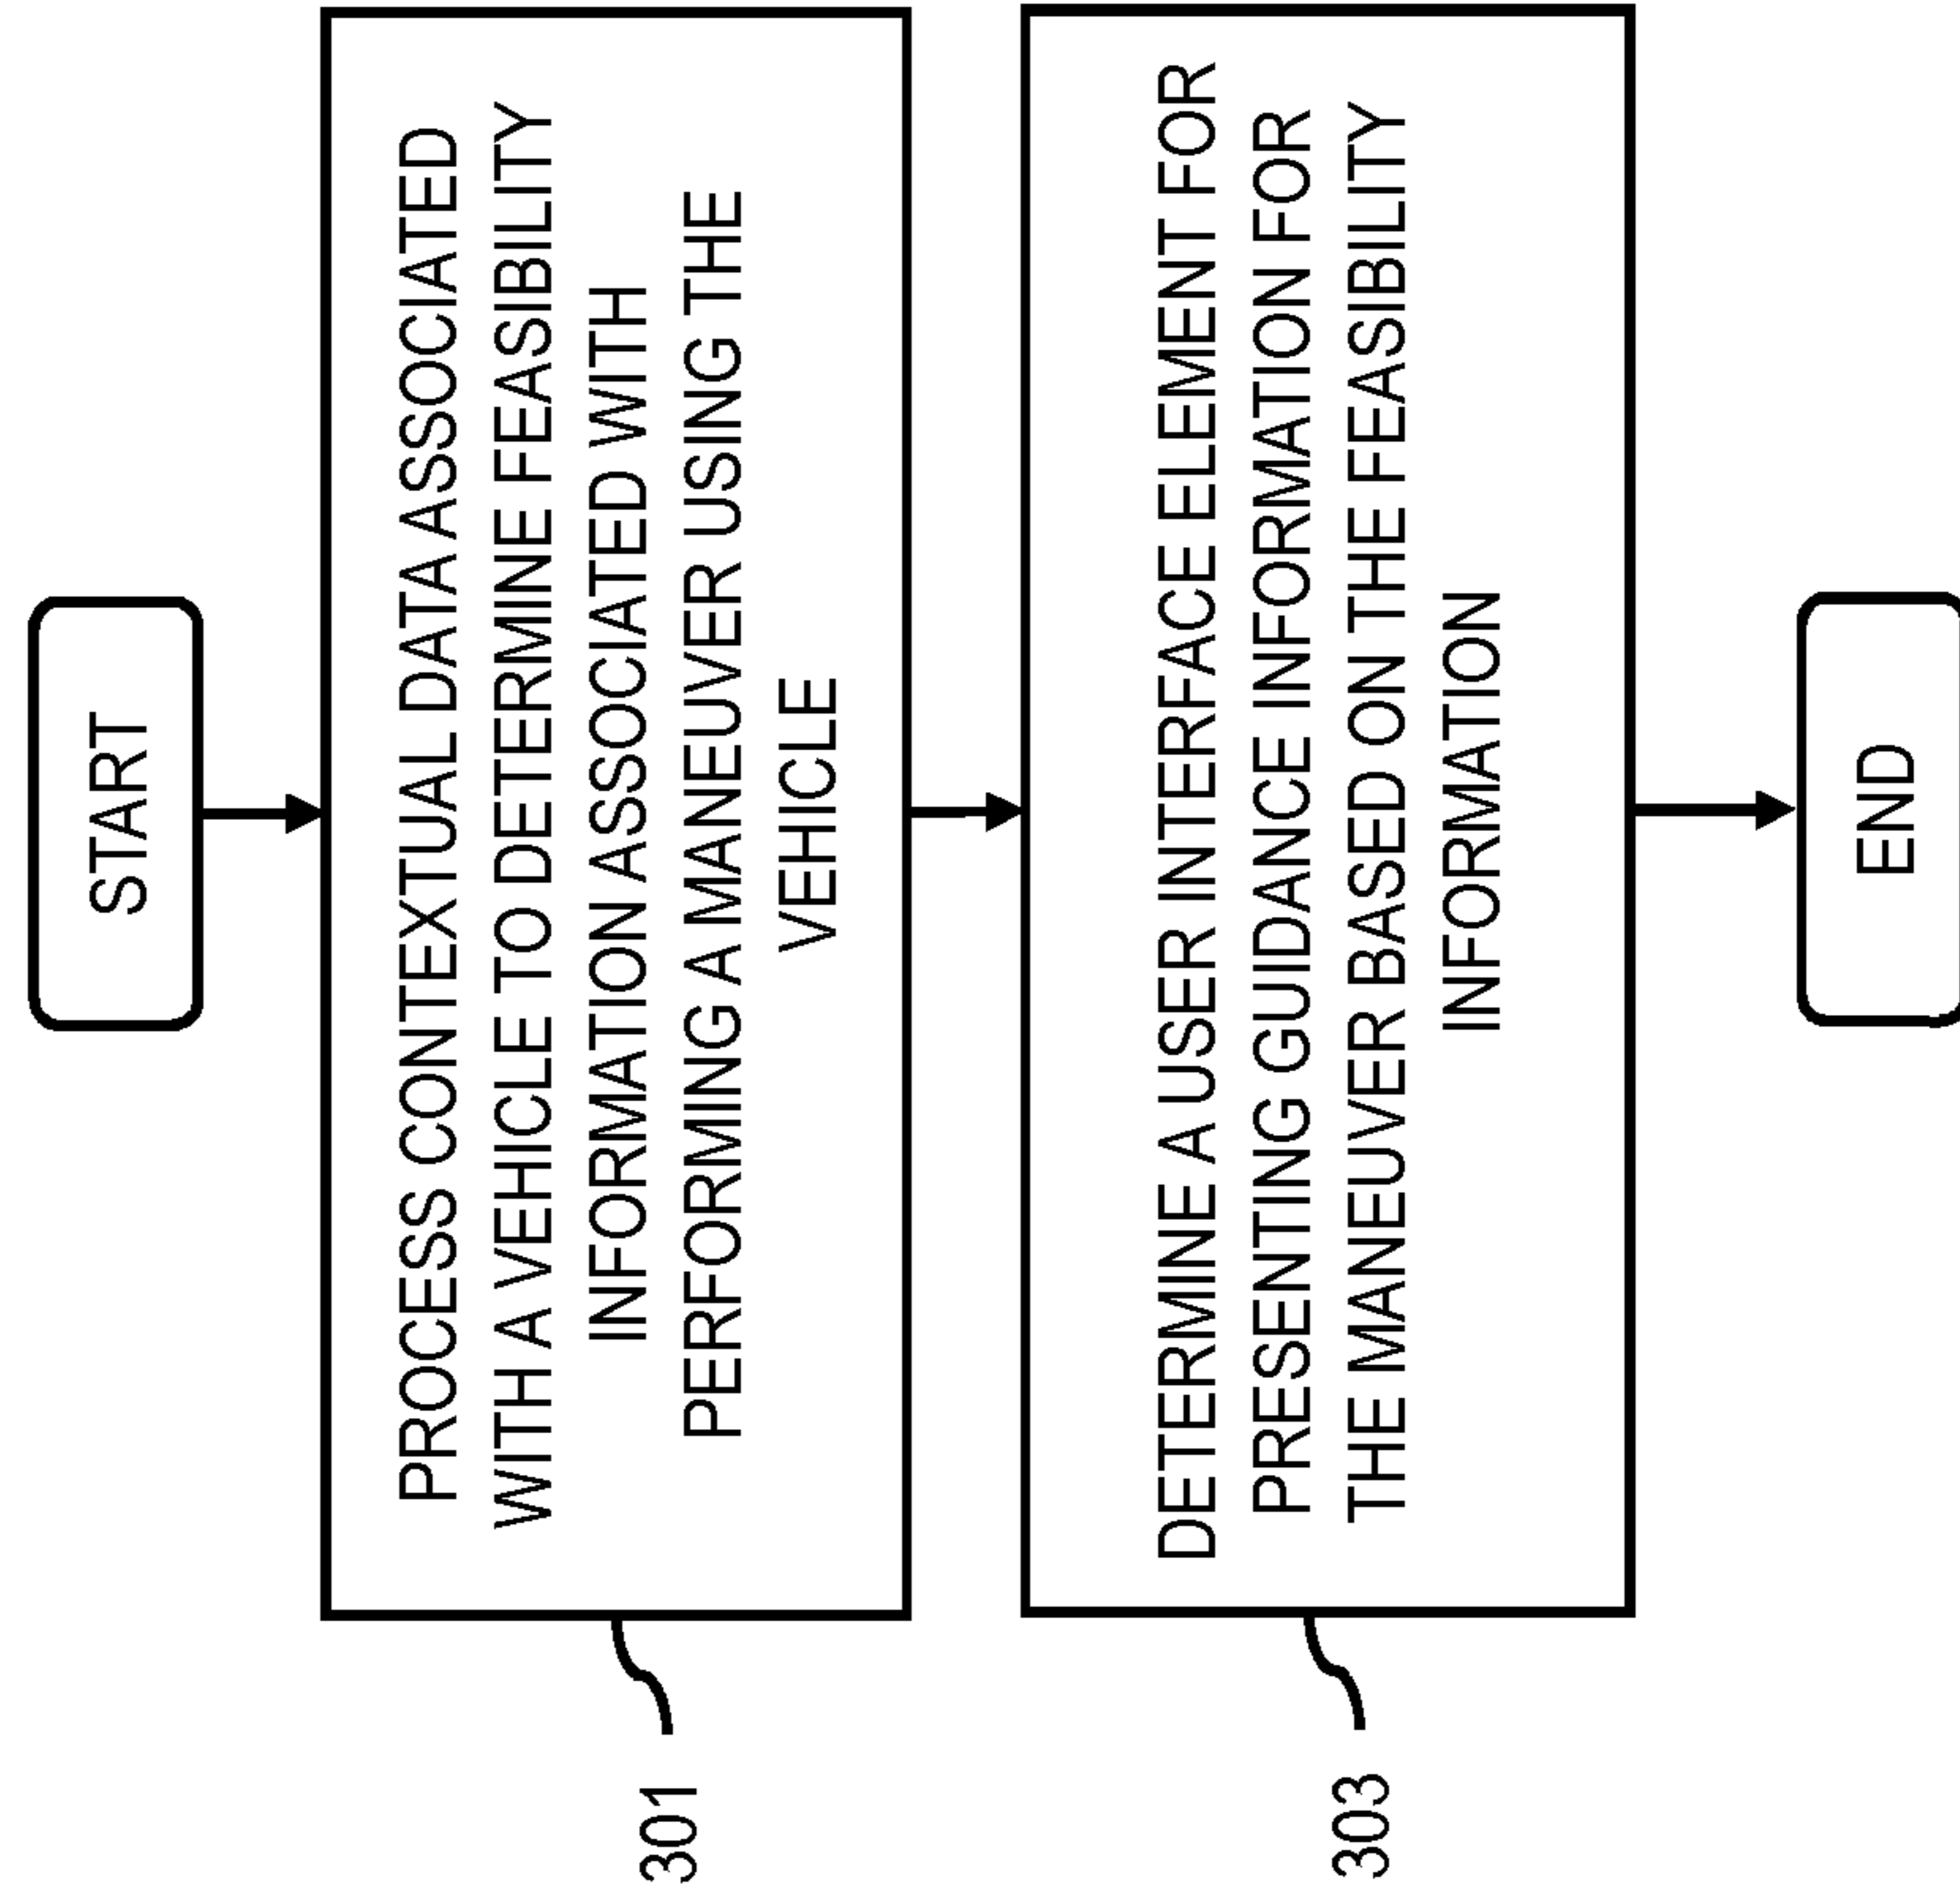 START
PROCESS CONTEXTUAL DATA ASSOCIATED
WITH A VEHICLE TO DETERMINE FEASIBILITY
INFORMATION ASSOCIATED WITH
PERFORMING A MANEUVER USING THE
VEHICLE
301
DETERMINE A USER INTERFACE ELEMENT FOR
PRESENTING GUIDANCE INFORMATION FOR
THE MANEUVER BASED ON THE FEASIBILITY
INFORMATION
303
END